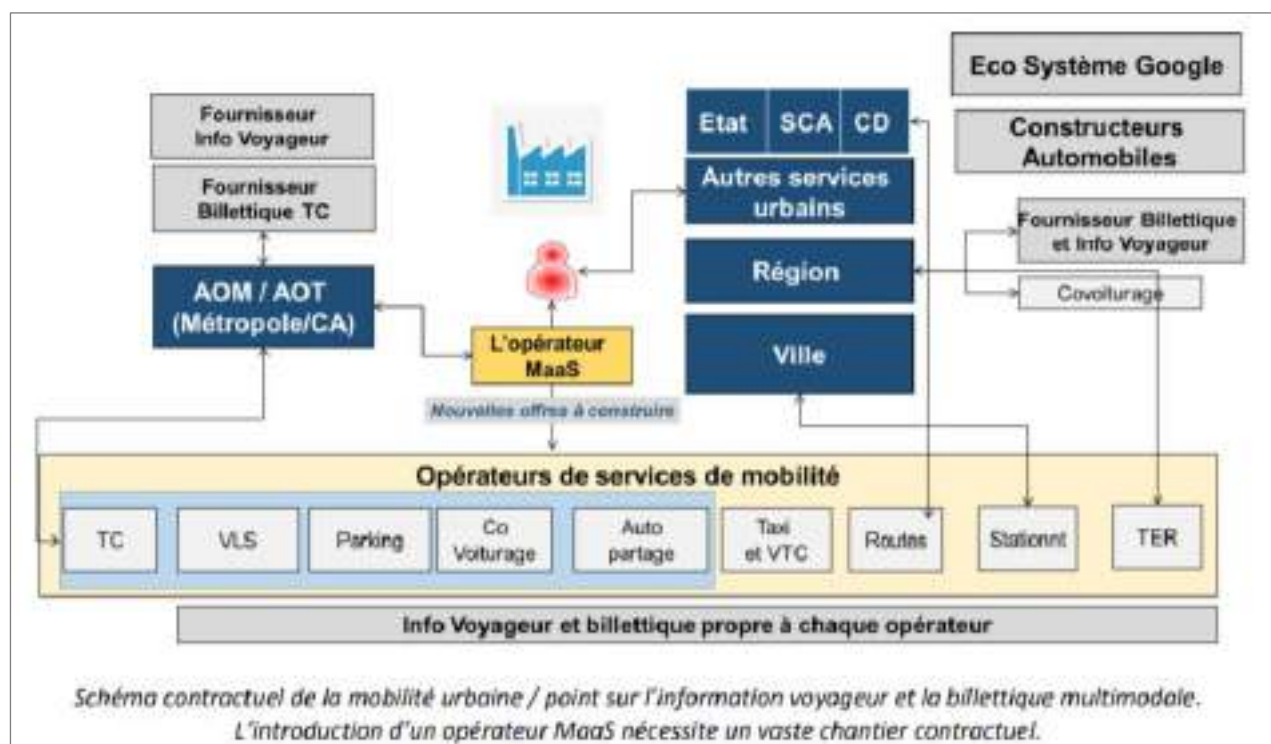 Eco Système Google
Fournisseur
Info Voyageur
Etat SCA CD
Constructeurs
Automobiles
Fournisseur
Billettique TC
Autres services
urbains
Fournisseur Billettique
et Info Voyageur
AOM / AOT
(Métropole/CA)
Région
Covoiturage
L'opérateur
MaaS
Ville
Nouvelles offres à construire
Opérateurs de services de mobilité
TC
VLS
Parking
Co
Voiturage
Auto
partage
Taxi
et VTC
Routes
Stationnt
TER
Info Voyageur et billettique propre à chaque opérateur
Schéma contractuel de la mobilité urbaine / point sur l'information voyageur et la billettique multimodale.
L'introduction d'un opérateur MaaS nécessite un vaste chantier contractuel.